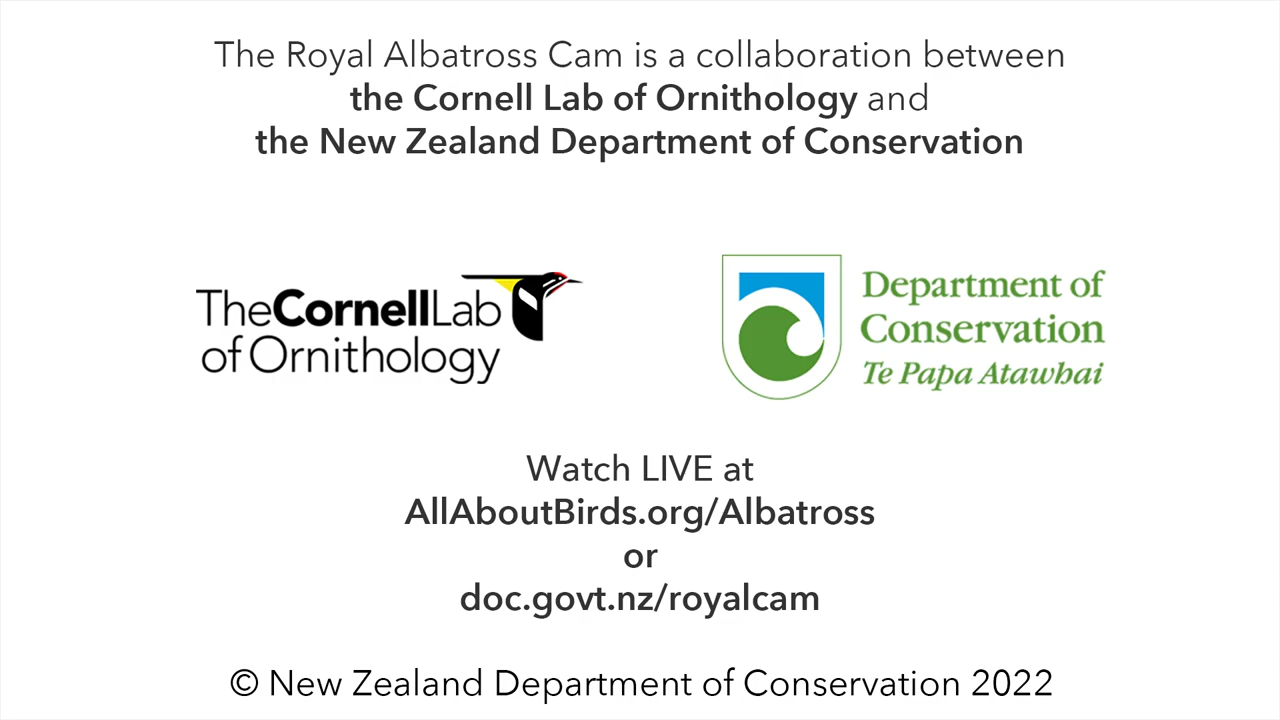 The Royal Albatross Cam is a collaboration between
the Cornell Lab of Ornithology and
the New Zealand Department of Conservation
TheCornellLab
of Ornithology
Department of
Conservation
Te Papa Atawhai
Watch LIVE at
AllAboutBirds.org/Albatross
or
doc.govt.nz/royalcam
© New Zealand Department of Conservation 2022